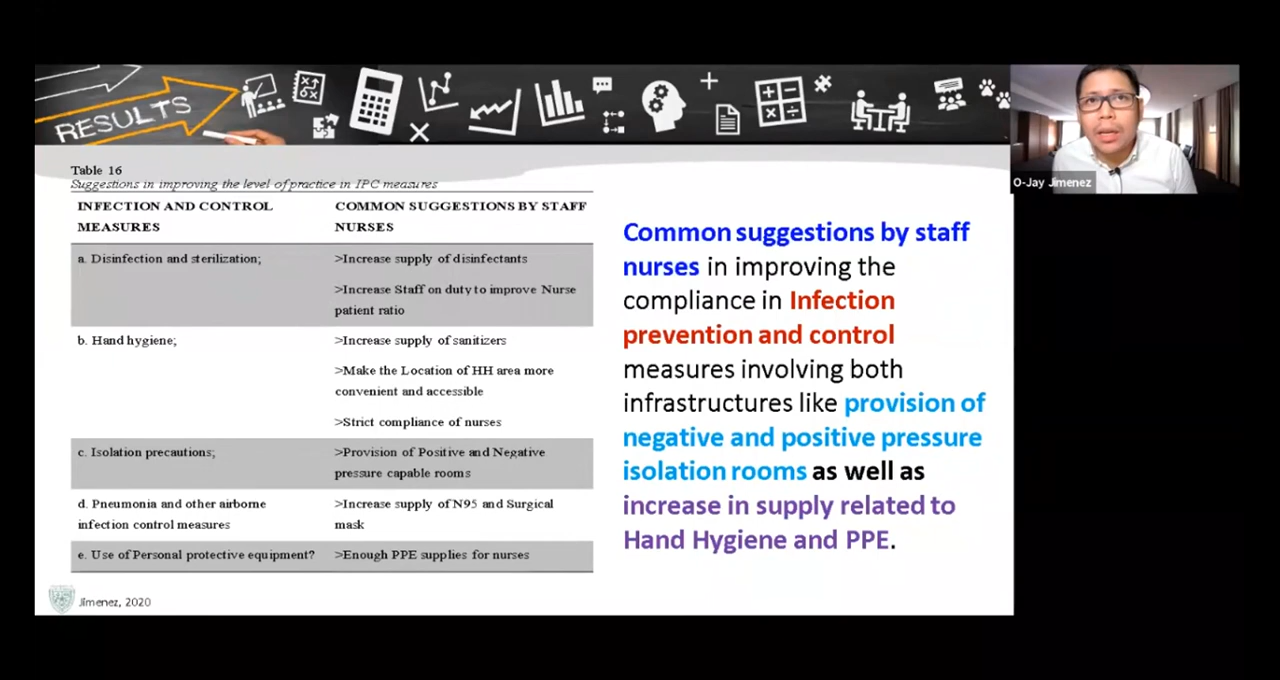 RESULTS
Table 16
Suggestions in improving the level of practice in IPC measures
INFECTION AND CONTROL
MEASURES
COMMON SUGGESTIONS BY STAFF
NURSES
a. Disinfection and sterilization;
>Increase supply of disinfectants
>Increase Staff on duty to improve Nurse
patient ratio
b. Hand hygiene;
>Increase supply of sanitizers
>Make the Location of HH area more
convenient and accessible
>Strict compliance of nurses
c. Isolation precautions;
>Provision of Positive and Negative
pressure capable rooms
d. Pneumonia and other airborne
infection control measures
>Increase supply of N95 and Surgical
mask
e. Use of Personal protective equipment?
>Enough PPE supplies for nurses
Common suggestions by staff
nurses in improving the
compliance in Infection
prevention and control
measures involving both
infrastructures like provision of
negative and positive pressure
isolation rooms as well as
increase in supply related to
Hand Hygiene and PPE.
Jimenez, 2020
O-Jay Jimenez